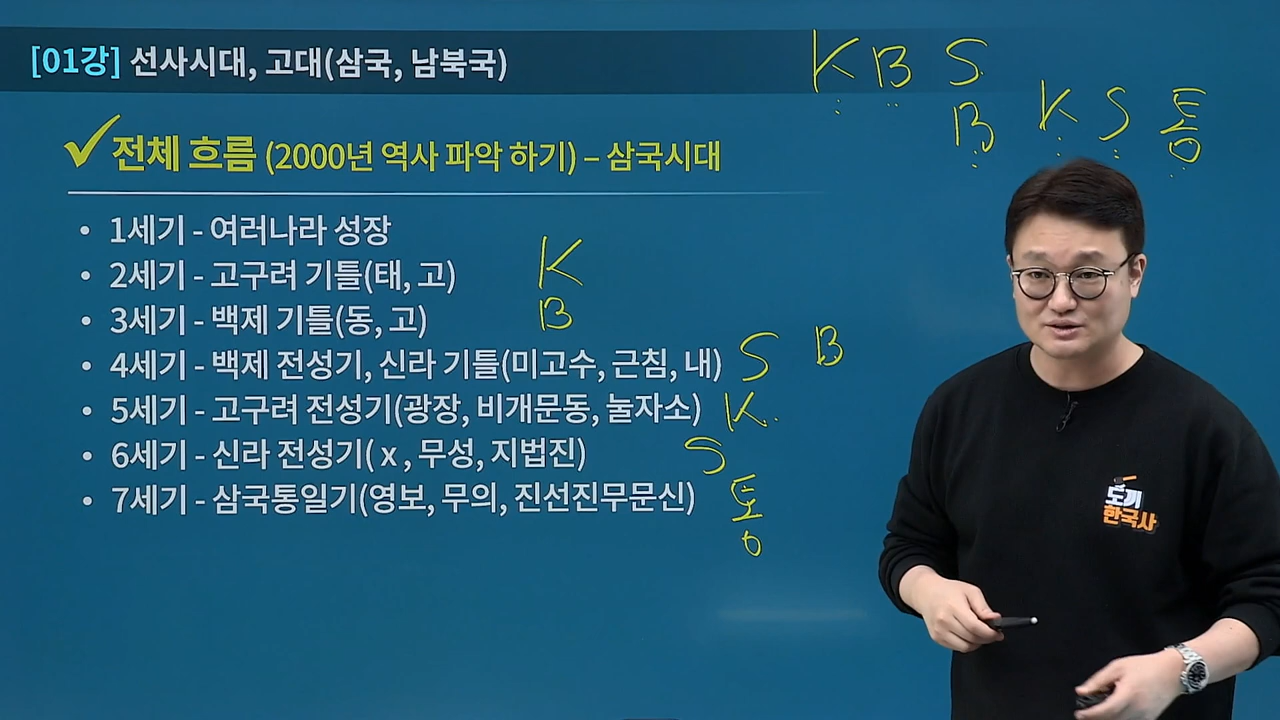 [01강] 선사시대, 고대(삼국, 남북국)
K B S
B K S 통
전체 흐름 (2000년 역사 파악 하기) – 삼국시대
• 1세기 - 여러나라 성장
• 2세기 - 고구려 기틀(태, 고) K
• 3세기 - 백제 기틀(동, 고) B
• 4세기 - 백제 전성기, 신라 기틀(미고수, 근침, 내) S B
• 5세기 - 고구려 전성기(광장, 비개문동, 눌자소) K
• 6세기 - 신라 전성기( x , 무성, 지법진) S
• 7세기 - 삼국통일기(영보, 무의, 진선진무문신) 통
도끼
한국사